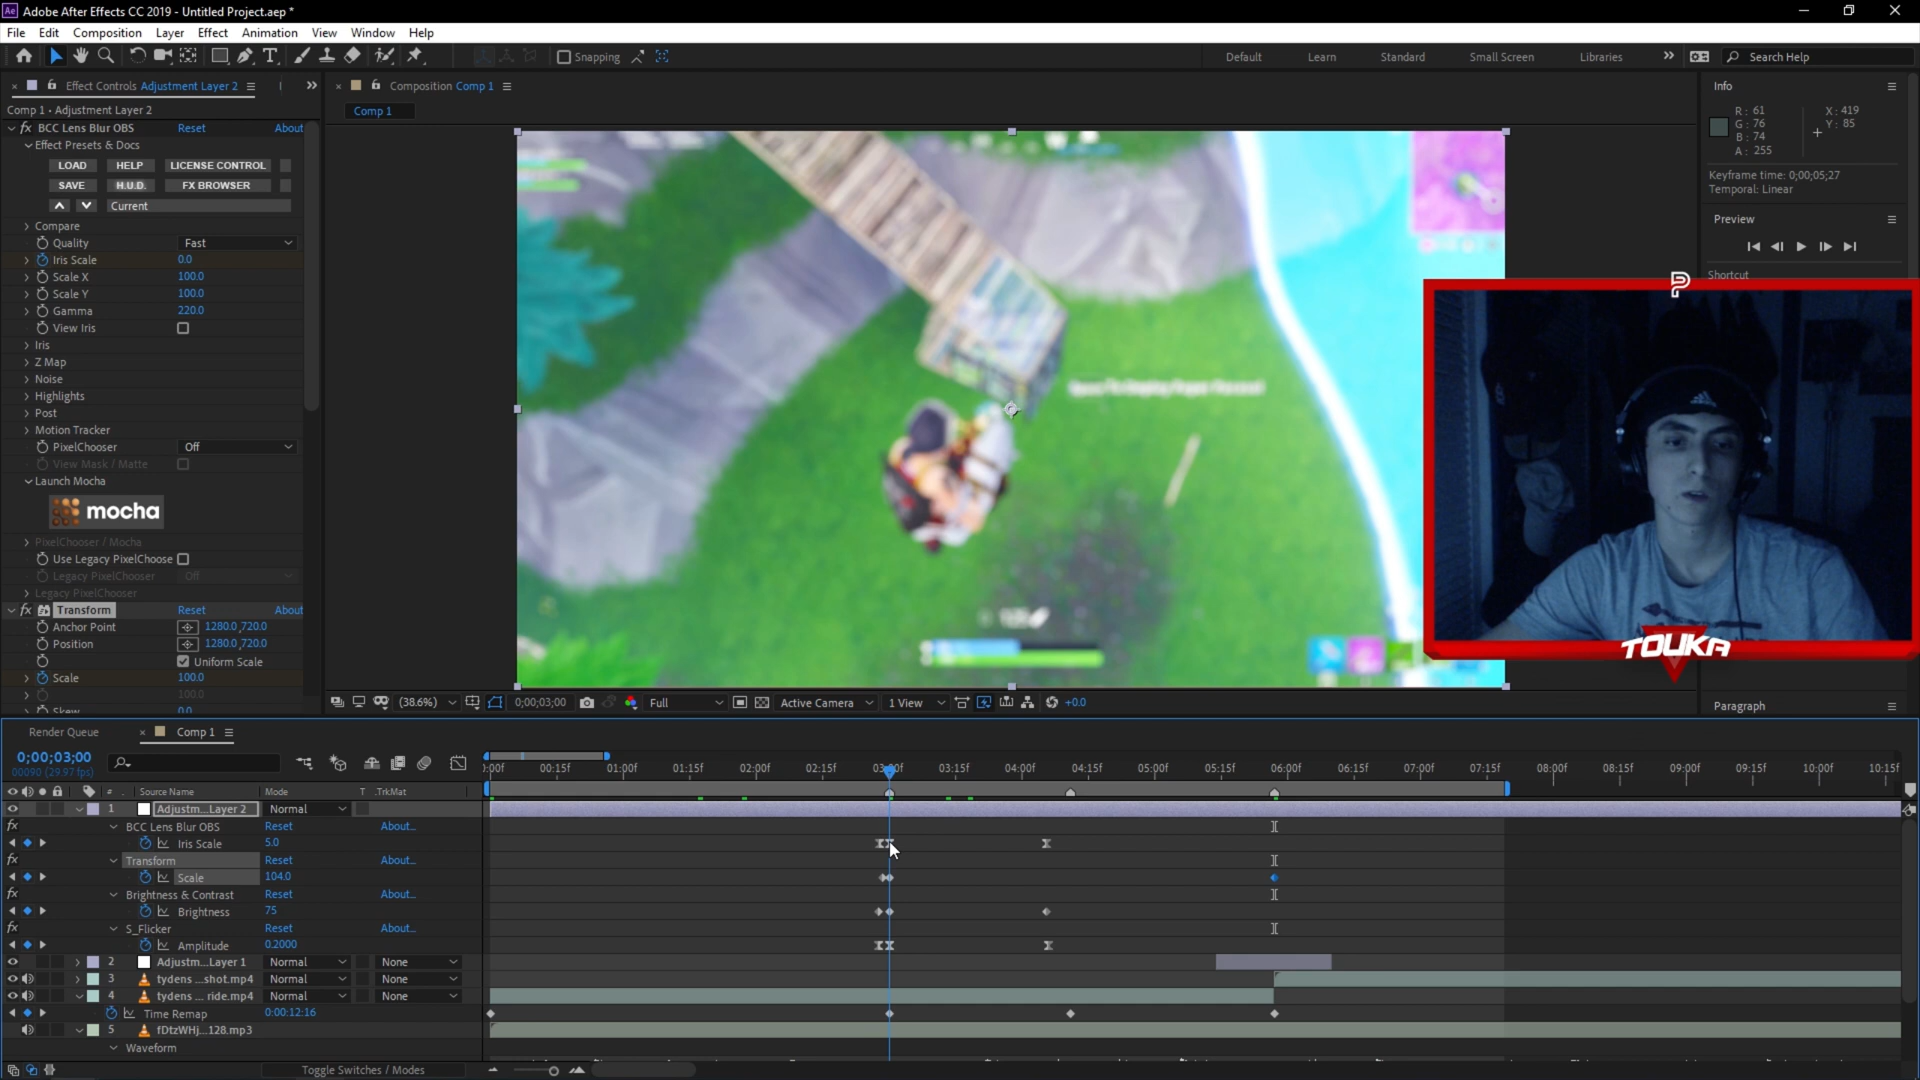 Ae Adobe After Effects CC 2019 - Untitled Project.aep *
File Edit Composition Layer Effect Animation View Window Help
Snapping
Default Learn Standard Small Screen Libraries Search Help
Effect Controls Adjustment Layer 2
Composition Comp 1
Info
Comp 1 • Adjustment Layer 2
Comp 1
R : 61
G : 76
B : 74
A : 255
X : 419
Y : 85
fx BCC Lens Blur OBS Reset About
Effect Presets & Docs
LOAD HELP LICENSE CONTROL
SAVE H.U.D. FX BROWSER
Current
Keyframe time: 0;00;05;27
Temporal: Linear
Preview
Shortcut
Compare
Quality Fast
Iris Scale 0.0
Scale X 100.0
Scale Y 100.0
Gamma 220.0
View Iris
Iris
Z Map
Noise
Highlights
Post
Motion Tracker
PixelChooser Off
View Mask / Matte
Launch Mocha
mocha
PixelChooser / Mocha
Use Legacy PixelChoose
Legacy PixelChooser Off
Legacy PixelChooser
fx Transform Reset About
Anchor Point 1280.0,720.0
Position 1280.0,720.0
Uniform Scale
Scale 100.0
100.0
Skew 0.0
TOUKA
(38.6%) 0;00;03;00 Full Active Camera 1 View +0.0
Paragraph
Render Queue Comp 1
0;00;03;00
00090 (29.97 fps)
):00f 00:15f 01:00f 01:15f 02:00f 02:15f 03:00f 03:15f 04:00f 04:15f 05:00f 05:15f 06:00f 06:15f 07:00f 07:15f 08:00f 08:15f 09:00f 09:15f 10:00f 10:15f
# Source Name Mode T .TrkMat
1 Adjustm...Layer 2 Normal
fx BCC Lens Blur OBS Reset About...
Iris Scale 5.0
fx Transform Reset About...
Scale 104.0
fx Brightness & Contrast Reset About...
Brightness 75
fx S_Flicker Reset About...
Amplitude 0.2000
2 Adjustm...Layer 1 Normal None
3 tydens ...shot.mp4 Normal None
4 tydens ... ride.mp4 Normal None
Time Remap 0:00:12:16
5 fDtzWHj...128.mp3
Waveform
Toggle Switches / Modes